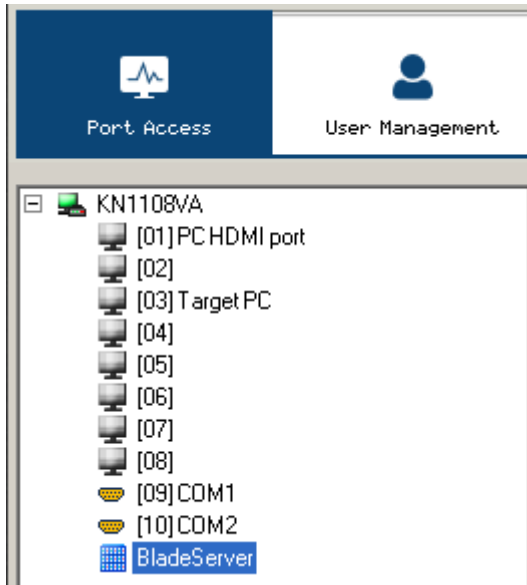 Port Access
User Management
KN1108VA
[01]PC HDMI port
[02]
[03]Target PC
[04]
[05]
[06]
[07]
[08]
[09]COM1
[10]COM2
BladeServer